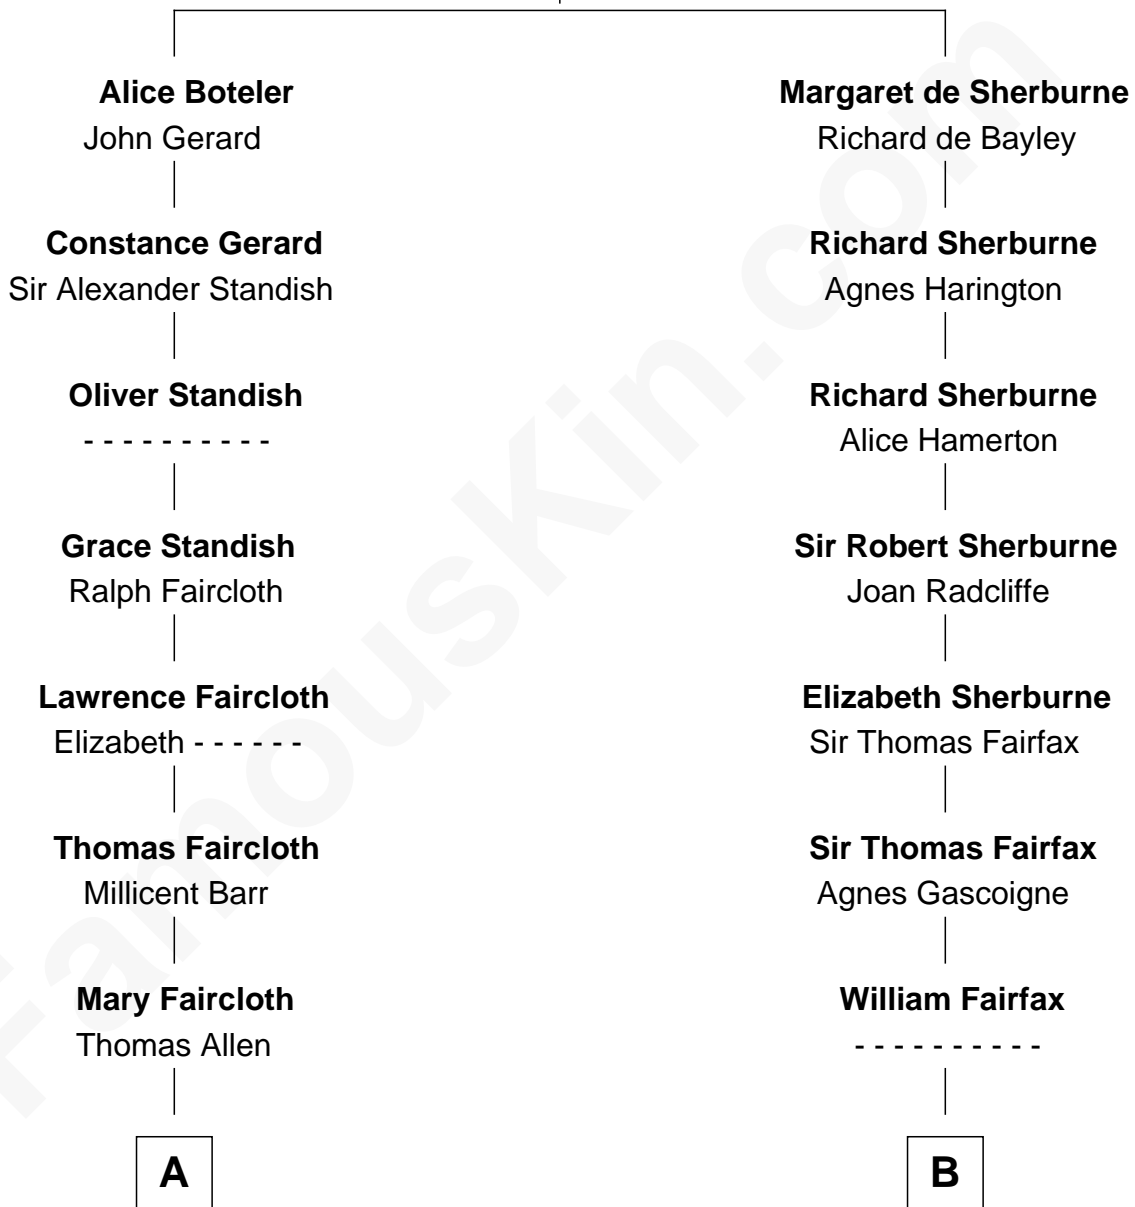 Alice Boteler
John Gerard
Constance Gerard
Sir Alexander Standish
Oliver Standish
- - - - - - - - - -
Grace Standish
Ralph Faircloth
Lawrence Faircloth
Elizabeth - - - - - -
Thomas Faircloth
Millicent Barr
Mary Faircloth
Thomas Allen
A
Margaret de Sherburne
Richard de Bayley
Richard Sherburne
Agnes Harington
Richard Sherburne
Alice Hamerton
Sir Robert Sherburne
Joan Radcliffe
Elizabeth Sherburne
Sir Thomas Fairfax
Sir Thomas Fairfax
Agnes Gascoigne
William Fairfax
- - - - - - - - - -
B
FamousKin.com